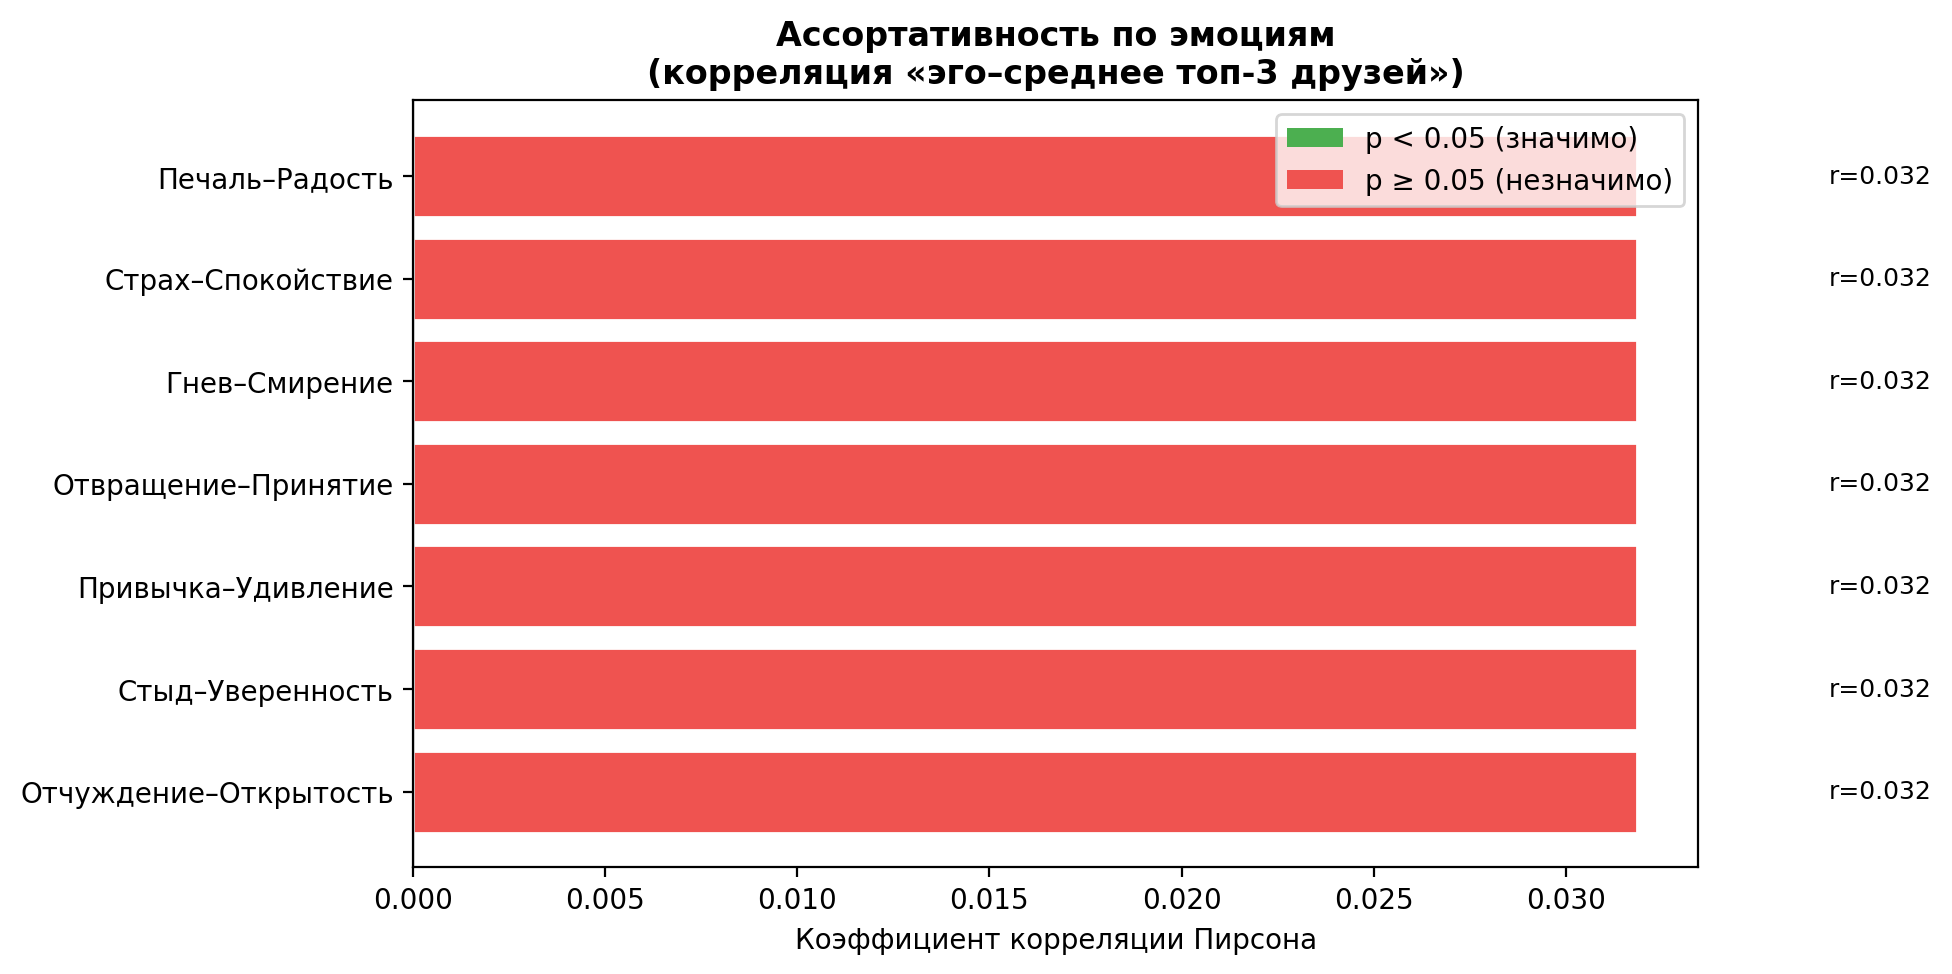 Ассортативность по эмоциям
(корреляция «эго–среднее топ-3 друзей»)
p < 0.05 (значимо)
p ≥ 0.05 (незначимо)
Печаль–Радость
r=0.032
Страх–Спокойствие
r=0.032
Гнев–Смирение
r=0.032
Отвращение–Принятие
r=0.032
Привычка–Удивление
r=0.032
Стыд–Уверенность
r=0.032
Отчуждение–Открытость
r=0.032
0.000 0.005 0.010 0.015 0.020 0.025 0.030
Коэффициент корреляции Пирсона